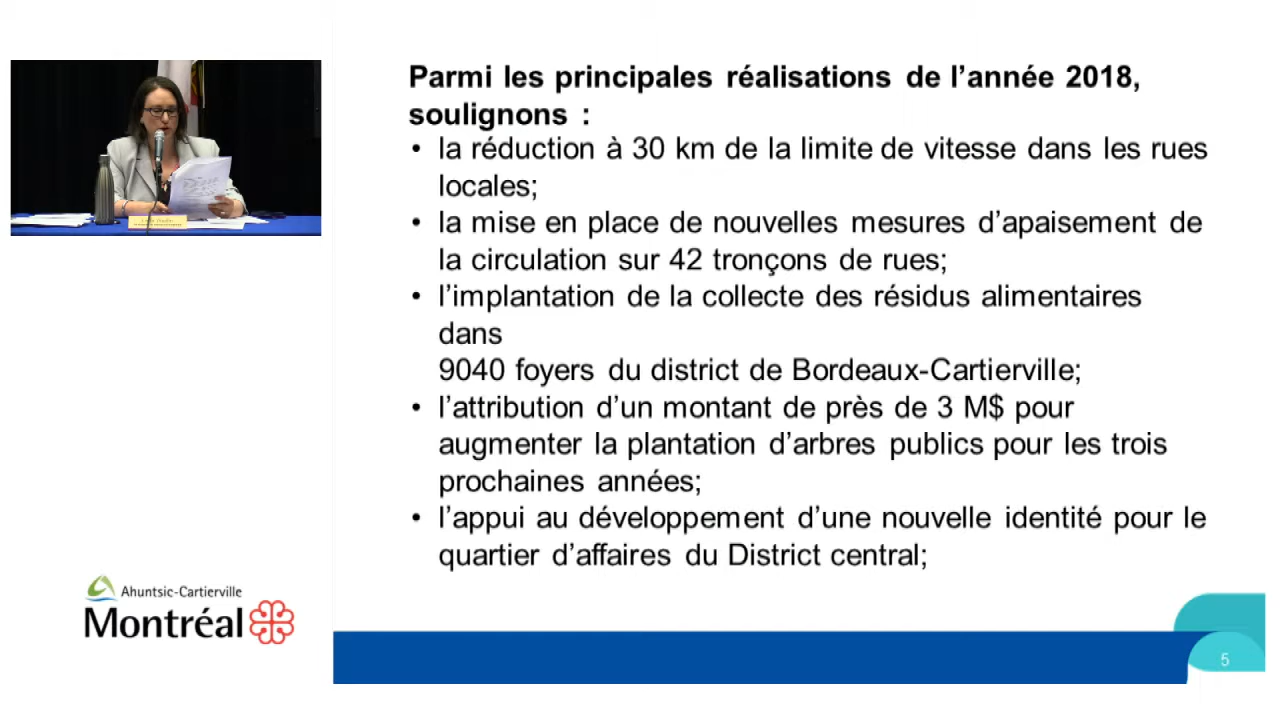 Parmi les principales réalisations de l’année 2018,
soulignons :
• la réduction à 30 km de la limite de vitesse dans les rues
locales;
• la mise en place de nouvelles mesures d’apaisement de
la circulation sur 42 tronçons de rues;
• l’implantation de la collecte des résidus alimentaires
dans
9040 foyers du district de Bordeaux-Cartierville;
• l’attribution d’un montant de près de 3 M$ pour
augmenter la plantation d’arbres publics pour les trois
prochaines années;
• l’appui au développement d’une nouvelle identité pour le
quartier d’affaires du District central;
Ahuntsic-Cartierville
Montréal
5